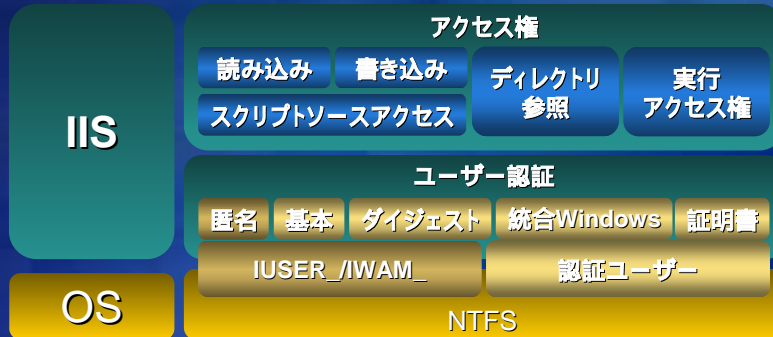 IIS
アクセス権
読み込み
書き込み
スクリプトソースアクセス
ディレクトリ
参照
実行
アクセス権
ユーザー認証
匿名
基本
ダイジェスト
統合Windows
証明書
IUSER_/IWAM_
認証ユーザー
OS
NTFS